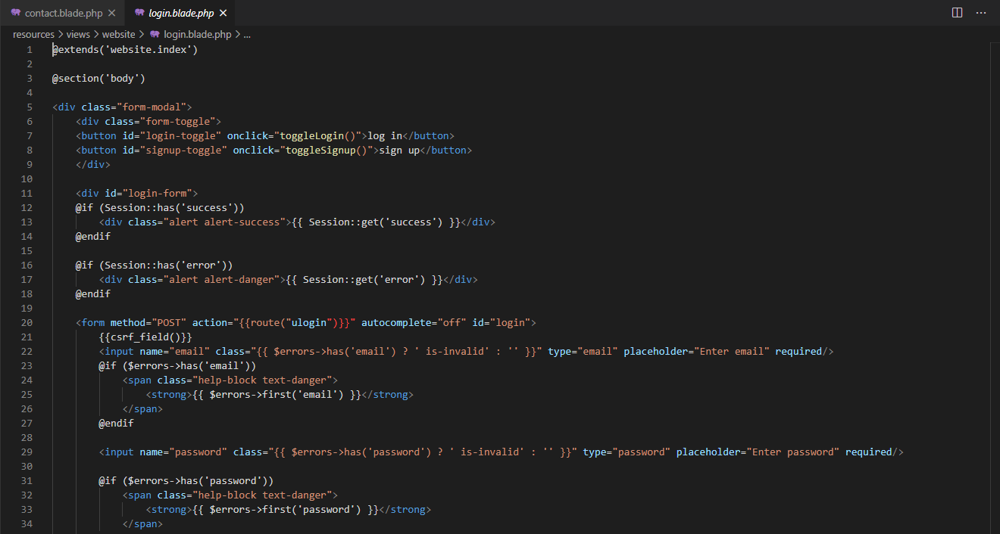 contact.blade.php × login.blade.php ×
resources > views > website > login.blade.php > ...
1 @extends('website.index')
2
3 @section('body')
4
5 <div class="form-modal">
6 <div class="form-toggle">
7 <button id="login-toggle" onclick="toggleLogin()">log in</button>
8 <button id="signup-toggle" onclick="toggleSignup()">sign up</button>
9 </div>
10
11 <div id="login-form">
12 @if (Session::has('success'))
13 <div class="alert alert-success">{{ Session::get('success') }}</div>
14 @endif
15
16 @if (Session::has('error'))
17 <div class="alert alert-danger">{{ Session::get('error') }}</div>
18 @endif
19
20 <form method="POST" action="{{route("ulogin")}}" autocomplete="off" id="login">
21 {{csrf_field()}}
22 <input name="email" class="{{ $errors->has('email') ? ' is-invalid' : '' }}" type="email" placeholder="Enter email" required/>
23 @if ($errors->has('email'))
24 <span class="help-block text-danger">
25 <strong>{{ $errors->first('email') }}</strong>
26 </span>
27 @endif
28
29 <input name="password" class="{{ $errors->has('password') ? ' is-invalid' : '' }}" type="password" placeholder="Enter password" required/>
30
31 @if ($errors->has('password'))
32 <span class="help-block text-danger">
33 <strong>{{ $errors->first('password') }}</strong>
34 </span>